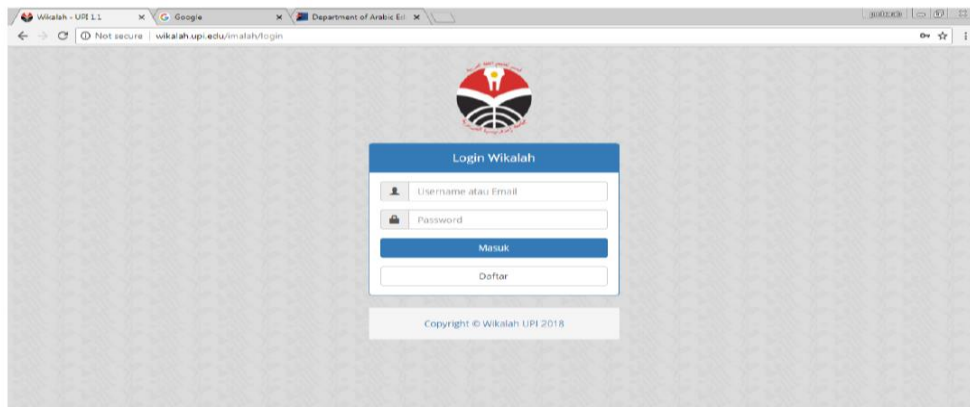 Wikalah - UPI 1.1
Google
Department of Arabic Ed
Not secure
wikalah.upi.edu/imalah/login
Login Wikalah
Username atau Email
Password
Masuk
Daftar
Copyright © Wikalah UPI 2018